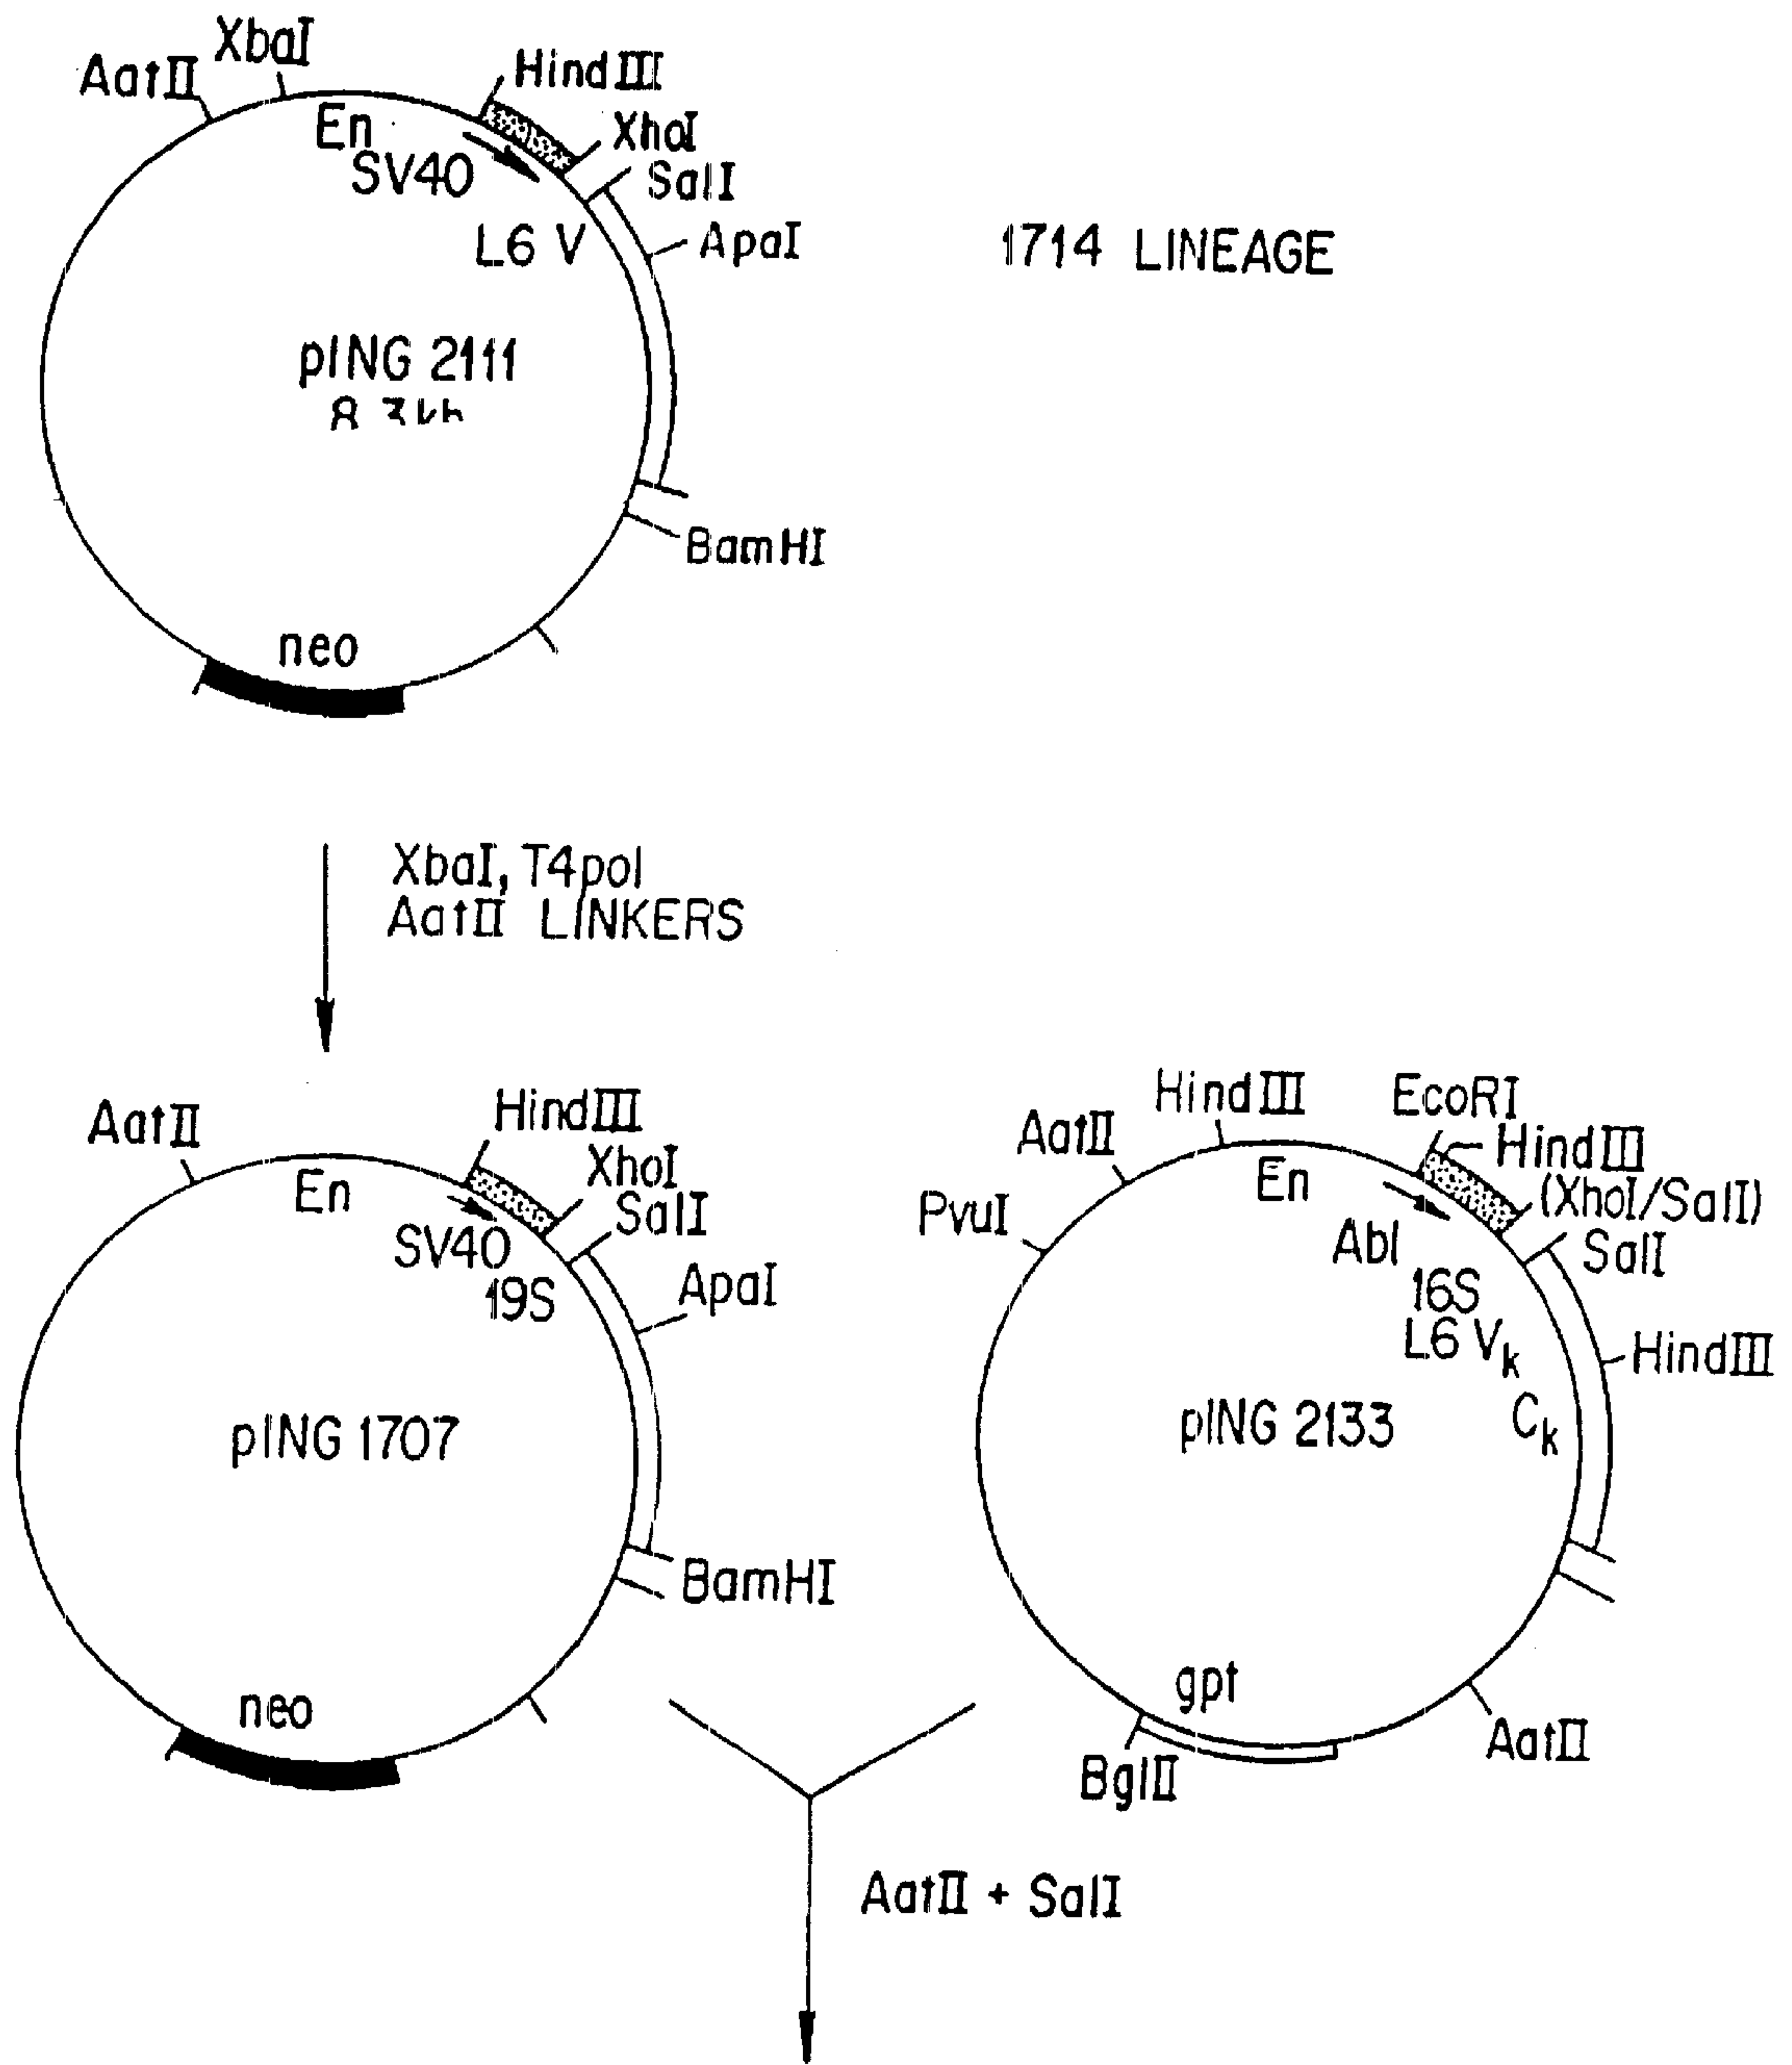 AatII
XbaI
HindIII
En
XhoI
SV40
SalI
L6 V
ApaI
1714 LINEAGE
pING 2111
BamHI
neo
XbaI, T4pol
AatII LINKERS
AatII
HindIII
XhoI
En
SalI
SV40
19S
ApaI
pING 1707
BamHI
neo
HindIII
EcoRI
AatII
HindIII
En
(XhoI/SalI)
PvuI
Abl
SalI
16S
L6 Vk
HindIII
Ck
pING 2133
gpt
AatII
BglII
AatII + SalI